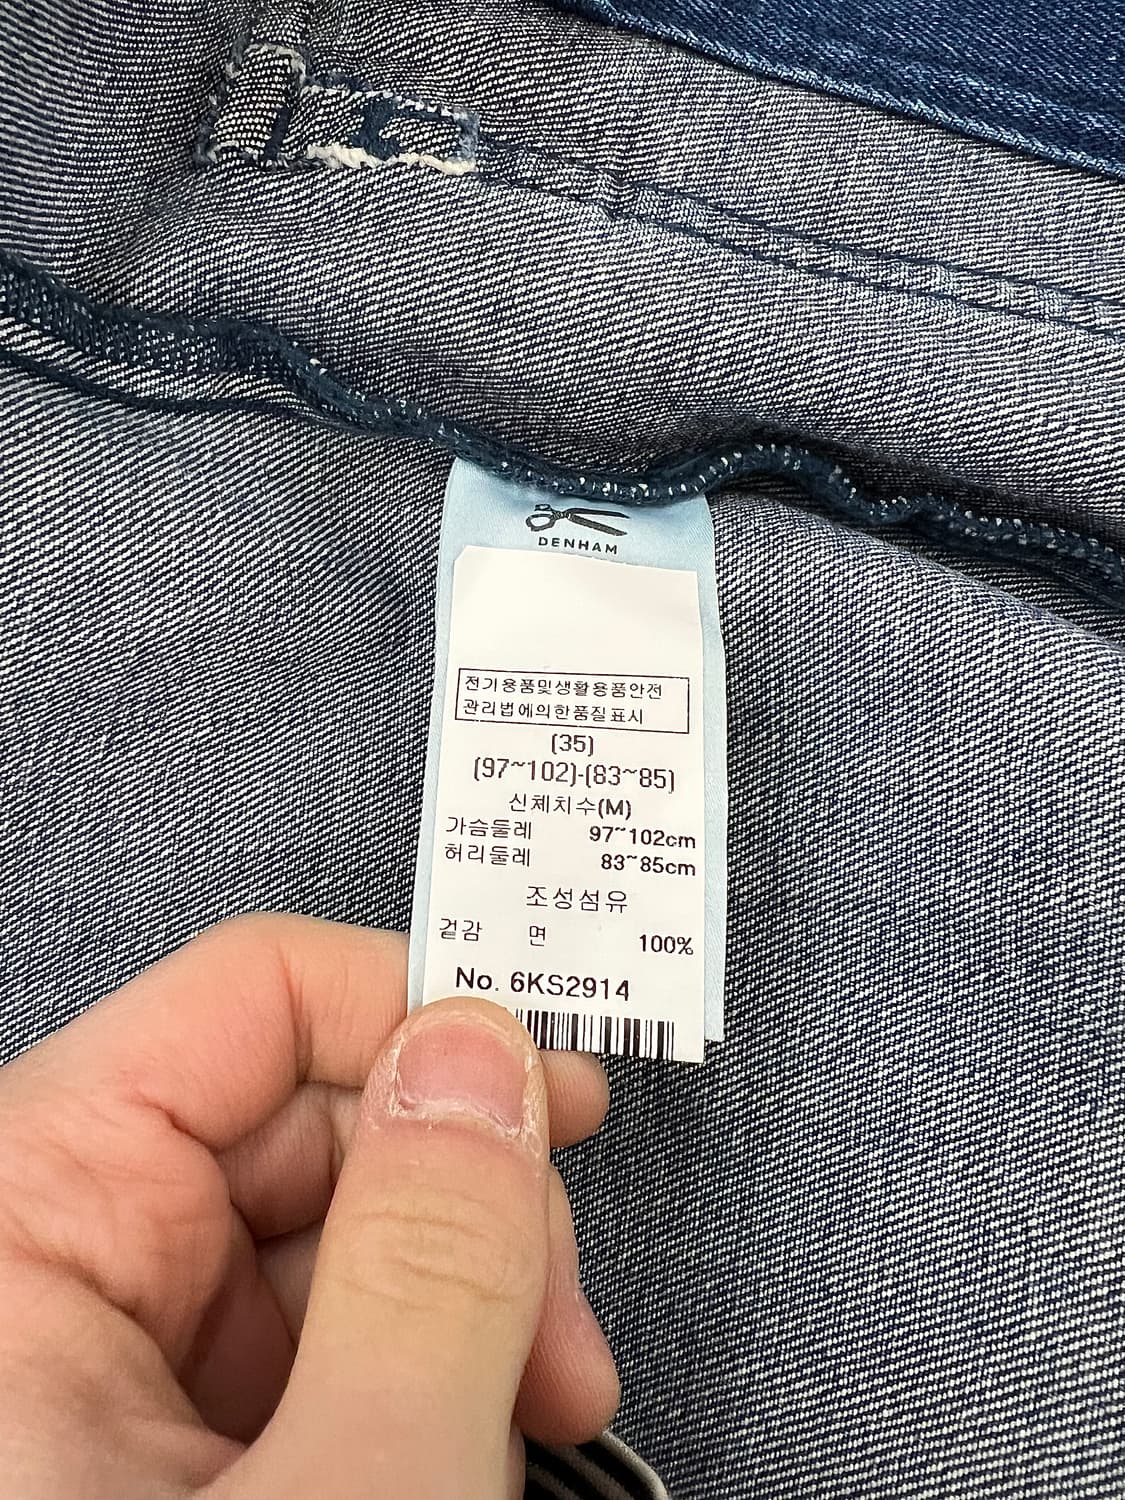 DENHAM
전기용품및생활용품안전
관리법에의한품질표시
(35)
(97~102)-(83~85)
신체치수(M)
가슴둘레 97~102cm
허리둘레 83~85cm
조성섬유
겉감 면 100%
No. 6KS2914